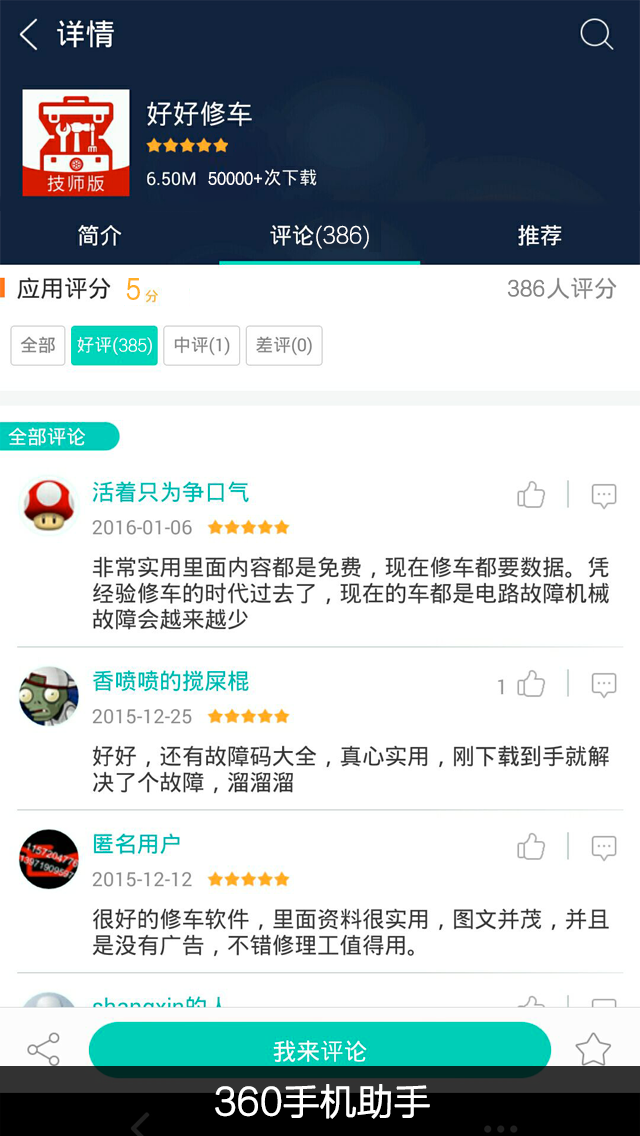 详情
好好修车
技师版
6.50M 50000+次下载
简介
评论(386)
推荐
应用评分 5分
386人评分
全部
好评(385)
中评(1)
差评(0)
全部评论
活着只为争口气
2016-01-06
非常实用里面内容都是免费，现在修车都要数据。凭
经验修车的时代过去了，现在的车都是电路故障机械
故障会越来越少
香喷喷的搅屎棍
1
2015-12-25
好好，还有故障码大全，真心实用，刚下载到手就解
决了个故障，溜溜溜
匿名用户
2015-12-12
很好的修车软件，里面资料很实用，图文并茂，并且
是没有广告，不错修理工值得用。
shangxin的人
我来评论
360手机助手